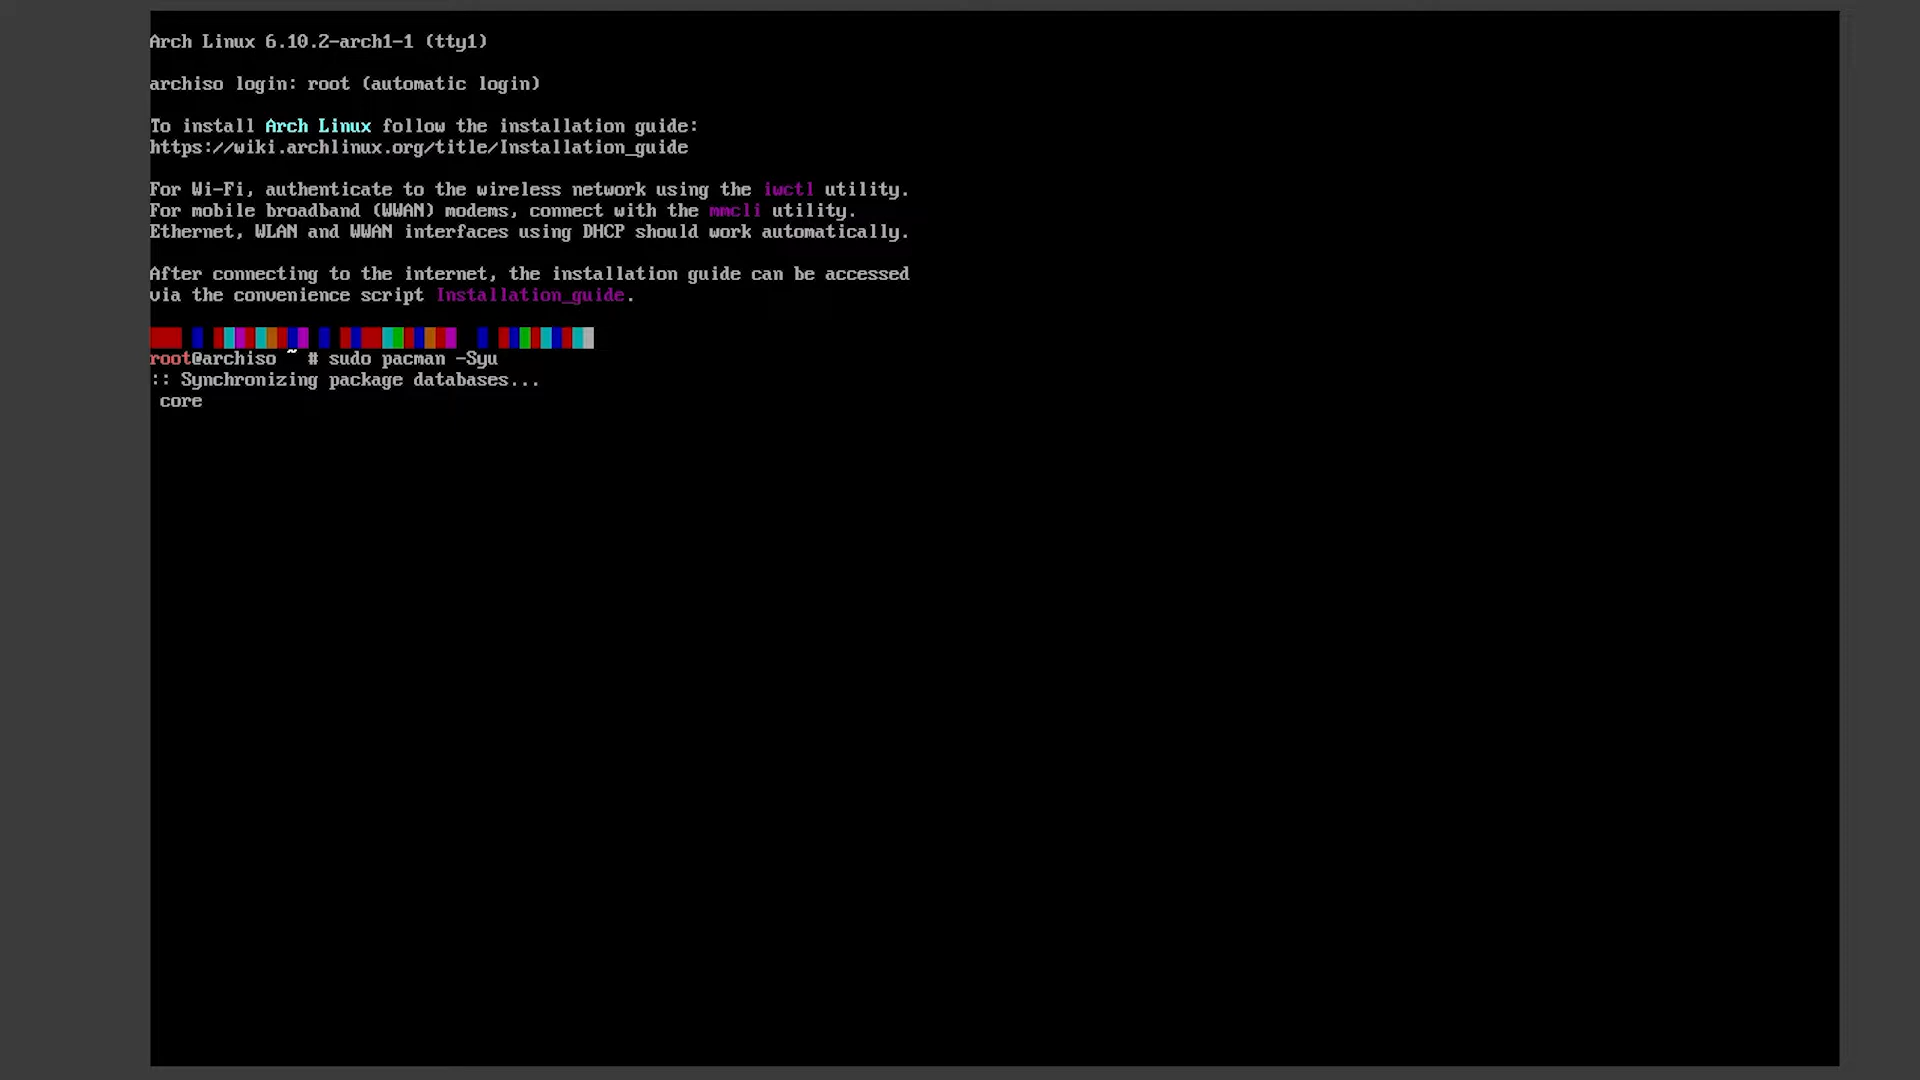 Arch Linux 6.10.2-arch1-1 (tty1)
archiso login: root (automatic login)
To install Arch Linux follow the installation guide:
https://wiki.archlinux.org/title/Installation_guide
For Wi-Fi, authenticate to the wireless network using the iwctl utility.
For mobile broadband (WWAN) modems, connect with the mmcli utility.
Ethernet, WLAN and WWAN interfaces using DHCP should work automatically.
After connecting to the internet, the installation guide can be accessed
via the convenience script Installation_guide.
root@archiso ~ # sudo pacman -Syu
:: Synchronizing package databases...
core